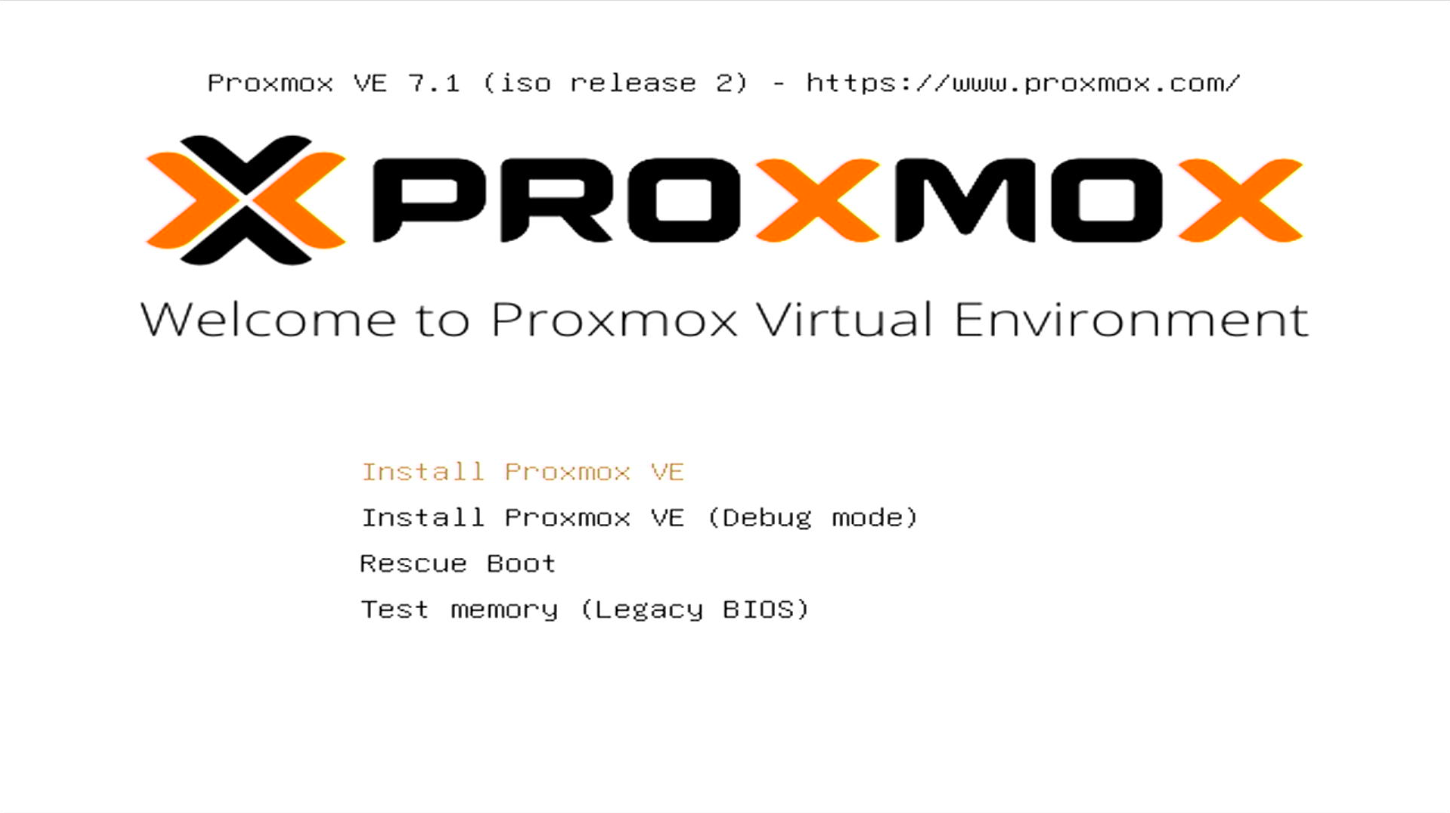 Proxmox VE 7.1 (iso release 2) - https://www.proxmox.com/
PROXMOX
Welcome to Proxmox Virtual Environment
Install Proxmox VE
Install Proxmox VE (Debug mode)
Rescue Boot
Test memory (Legacy BIOS)